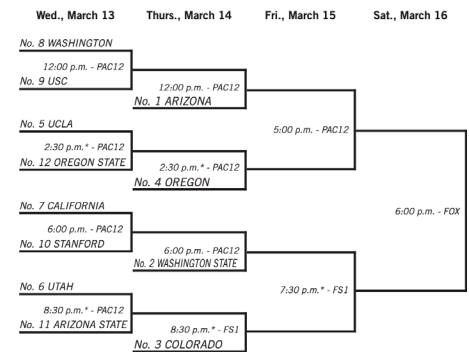 Wed., March 13 Thurs., March 14 Fri., March 15 Sat., March 16
No. 8 WASHINGTON
12:00 p.m. - PAC12
No. 9 USC
12:00 p.m. - PAC12
No. 1 ARIZONA
No. 5 UCLA
2:30 p.m.* - PAC12
No. 12 OREGON STATE
2:30 p.m.* - PAC12
No. 4 OREGON
5:00 p.m. - PAC12
No. 7 CALIFORNIA
6:00 p.m. - PAC12
No. 10 STANFORD
6:00 p.m. - PAC12
No. 2 WASHINGTON STATE
No. 6 UTAH
8:30 p.m.* - PAC12
No. 11 ARIZONA STATE
8:30 p.m.* - FS1
No. 3 COLORADO
7:30 p.m.* - FS1
6:00 p.m. - FOX